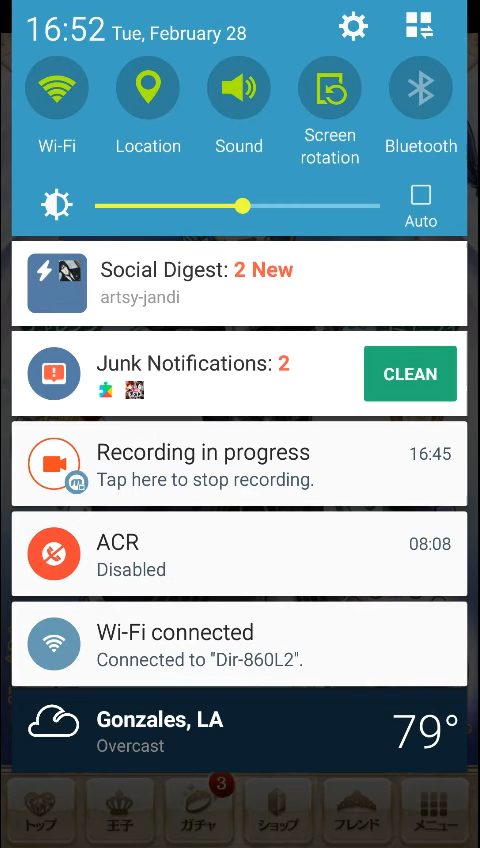 16:52 Tue, February 28
Wi-Fi
Location
Sound
Screen
rotation
Bluetooth
Auto
Social Digest: 2 New
artsy-jandi
Junk Notifications: 2
CLEAN
Recording in progress
16:45
Tap here to stop recording.
ACR
08:08
Disabled
Wi-Fi connected
Connected to "Dir-860L2".
Gonzales, LA
79°
Overcast
3
トップ
王子
ガチャ
ショップ
フレンド
メニュー